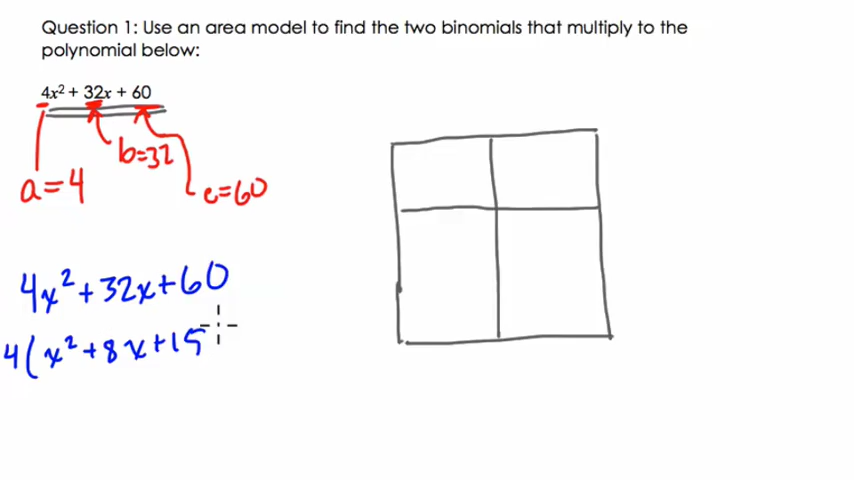 Question 1: Use an area model to find the two binomials that multiply to the
polynomial below:
4x² + 32x + 60
b=32
a=4
c=60
4x²+32x+60
4(x²+8x+15